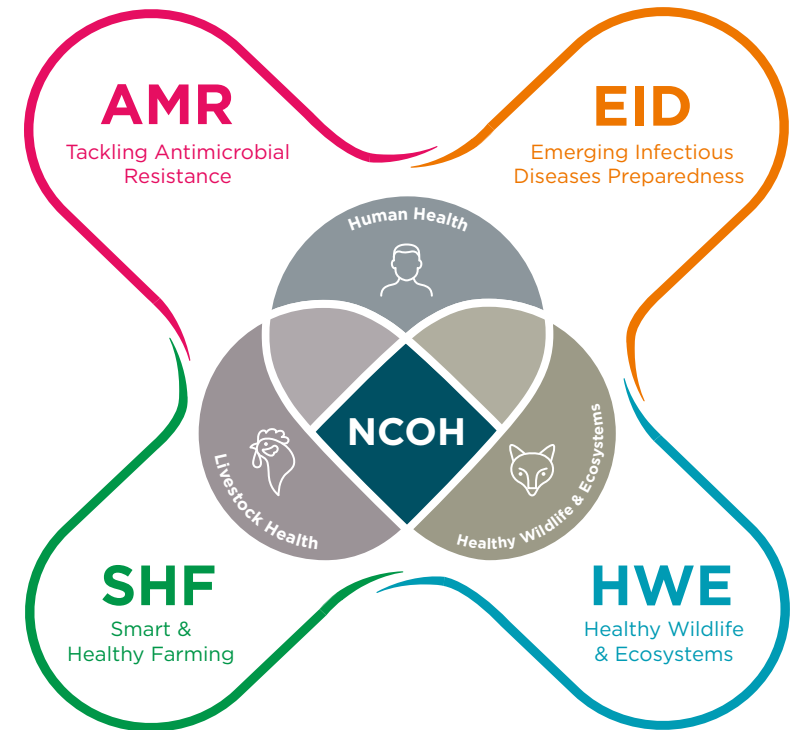 AMR
Tackling Antimicrobial
Resistance
EID
Emerging Infectious
Diseases Preparedness
Human Health
NCOH
Livestock Health
Healthy Wildlife & Ecosystems
SHF
Smart &
Healthy Farming
HWE
Healthy Wildlife
& Ecosystems